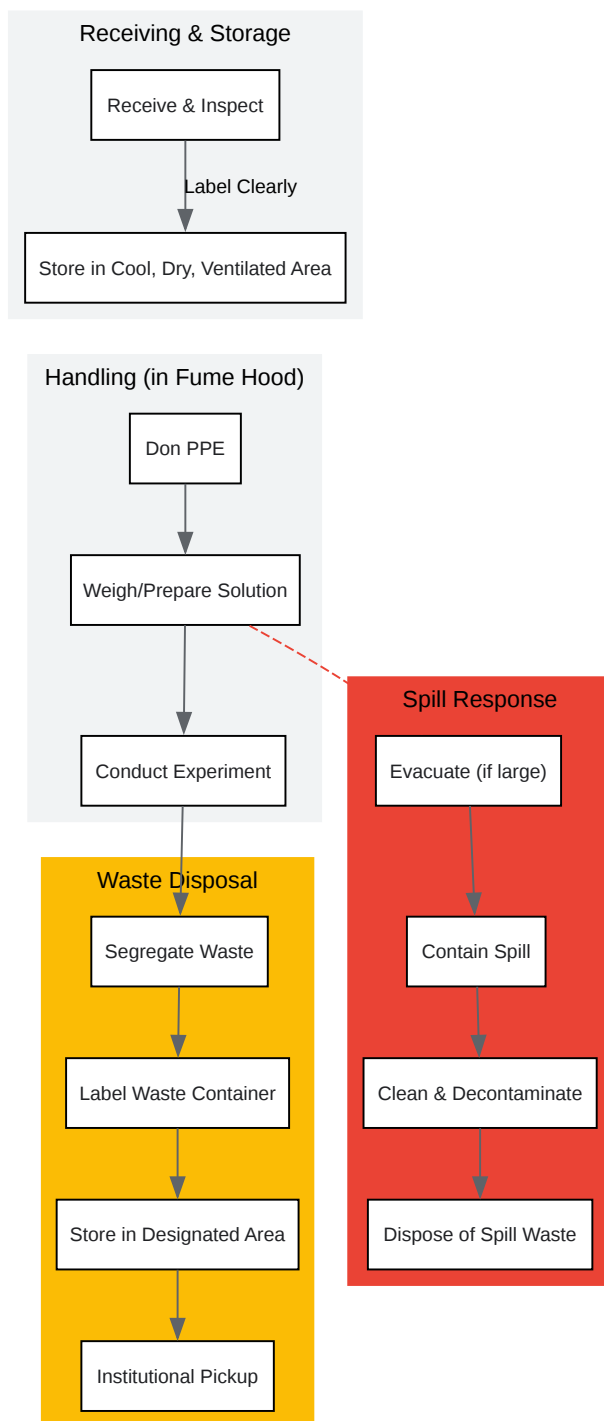 Receiving & Storage
Receive & Inspect
Label Clearly
Store in Cool, Dry, Ventilated Area
Handling (in Fume Hood)
Don PPE
Weigh/Prepare Solution
Conduct Experiment
Spill Response
Evacuate (if large)
Contain Spill
Clean & Decontaminate
Dispose of Spill Waste
Waste Disposal
Segregate Waste
Label Waste Container
Store in Designated Area
Institutional Pickup